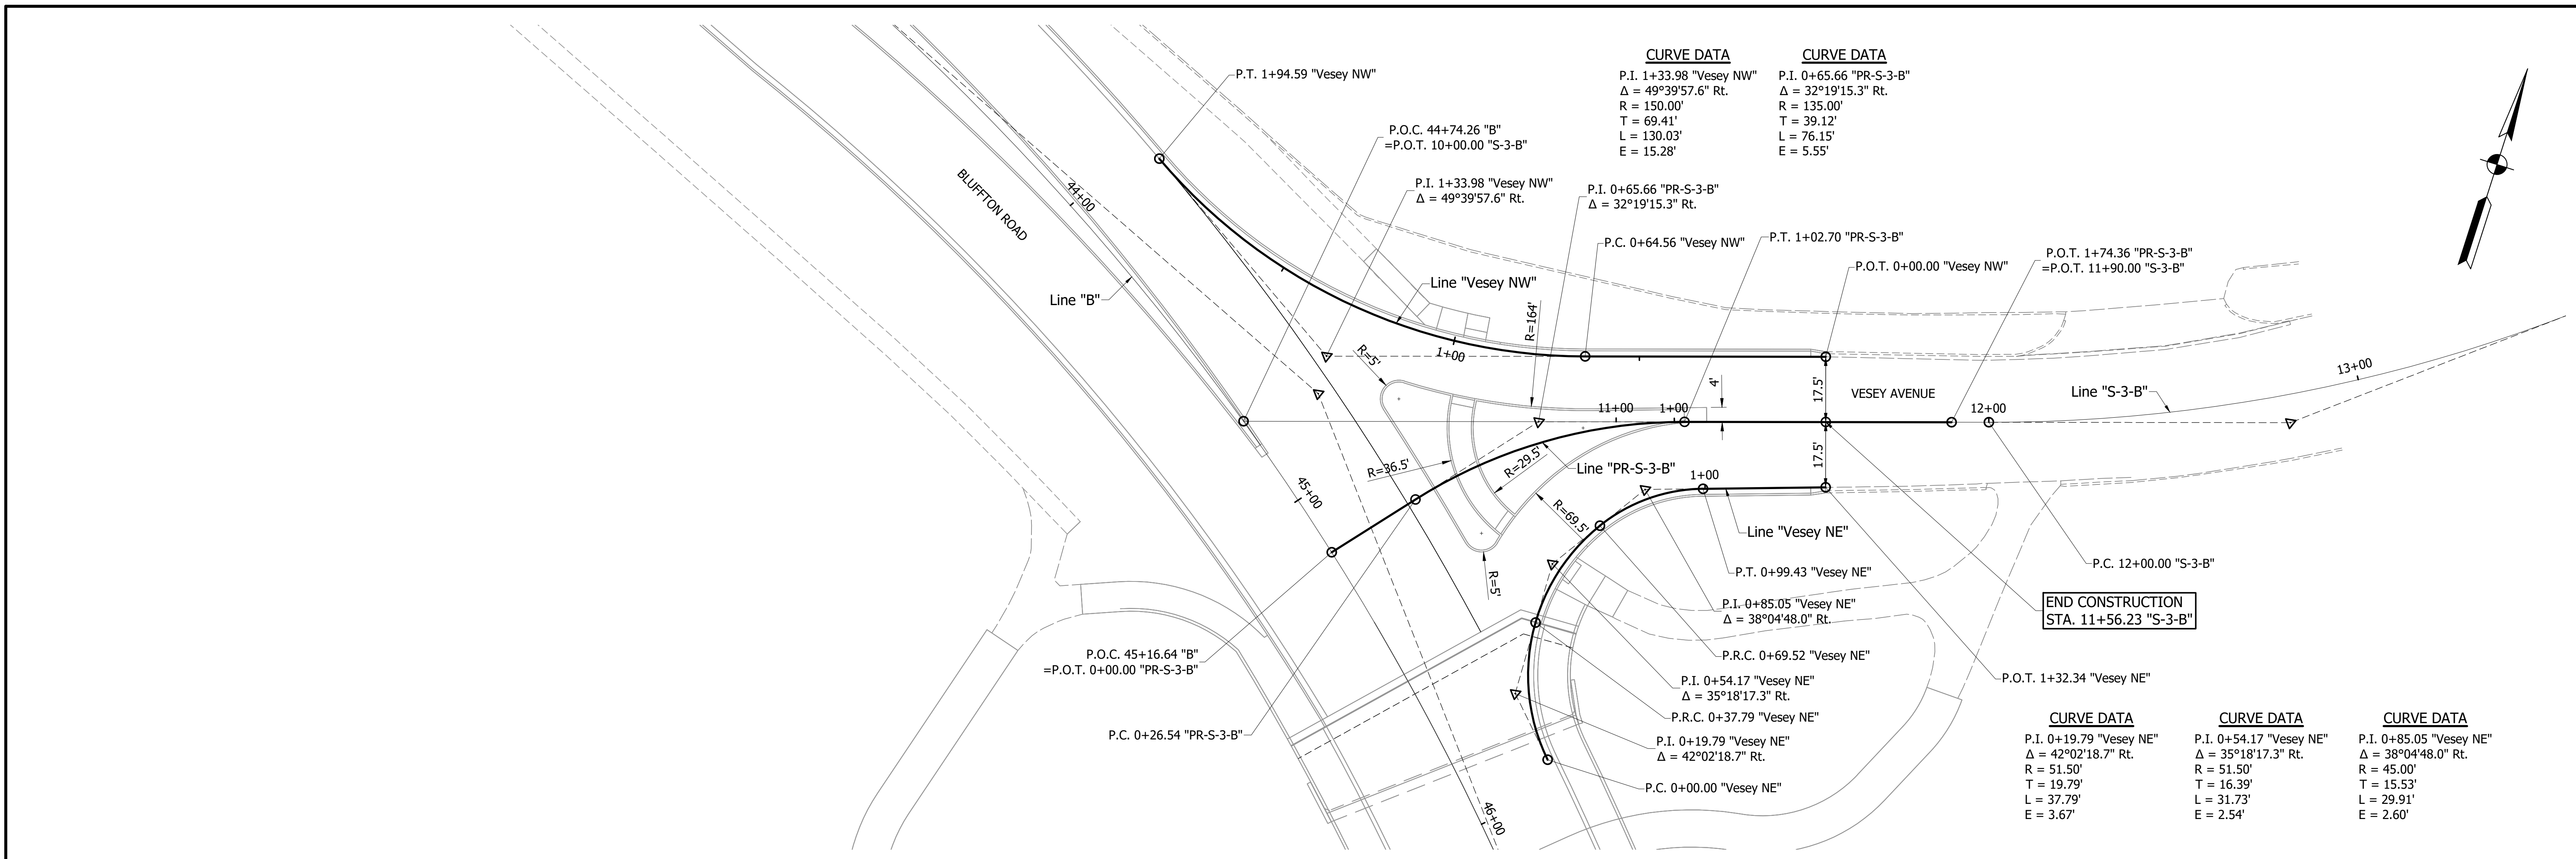 CURVE DATA
P.I. 1+33.98 "Vesey NW"
Δ = 49°39'57.6" Rt.
R = 150.00'
T = 69.41'
L = 130.03'
E = 15.28'
CURVE DATA
P.I. 0+65.66 "PR-S-3-B"
Δ = 32°19'15.3" Rt.
R = 135.00'
T = 39.12'
L = 76.15'
E = 5.55'
P.T. 1+94.59 "Vesey NW"
P.O.C. 44+74.26 "B"
=P.O.T. 10+00.00 "S-3-B"
P.I. 1+33.98 "Vesey NW"
Δ = 49°39'57.6" Rt.
P.I. 0+65.66 "PR-S-3-B"
Δ = 32°19'15.3" Rt.
P.C. 0+64.56 "Vesey NW"
P.T. 1+02.70 "PR-S-3-B"
P.O.T. 0+00.00 "Vesey NW"
P.O.T. 1+74.36 "PR-S-3-B"
=P.O.T. 11+90.00 "S-3-B"
44+00
BLUFFTON ROAD
Line "B"
Line "Vesey NW"
R=164'
1+00
R=5'
4'
17.5'
VESEY AVENUE
Line "S-3-B"
13+00
11+00
1+00
12+00
17.5'
R=36.5'
R=29.5'
Line "PR-S-3-B"
1+00
45+00
R=69.5'
Line "Vesey NE"
R=5'
P.T. 0+99.43 "Vesey NE"
P.C. 12+00.00 "S-3-B"
P.I. 0+85.05 "Vesey NE"
Δ = 38°04'48.0" Rt.
END CONSTRUCTION
STA. 11+56.23 "S-3-B"
P.O.C. 45+16.64 "B"
=P.O.T. 0+00.00 "PR-S-3-B"
P.R.C. 0+69.52 "Vesey NE"
P.I. 0+54.17 "Vesey NE"
Δ = 35°18'17.3" Rt.
P.O.T. 1+32.34 "Vesey NE"
P.R.C. 0+37.79 "Vesey NE"
P.C. 0+26.54 "PR-S-3-B"
P.I. 0+19.79 "Vesey NE"
Δ = 42°02'18.7" Rt.
P.C. 0+00.00 "Vesey NE"
46+00
CURVE DATA
P.I. 0+19.79 "Vesey NE"
Δ = 42°02'18.7" Rt.
R = 51.50'
T = 19.79'
L = 37.79'
E = 3.67'
CURVE DATA
P.I. 0+54.17 "Vesey NE"
Δ = 35°18'17.3" Rt.
R = 51.50'
T = 16.39'
L = 31.73'
E = 2.54'
CURVE DATA
P.I. 0+85.05 "Vesey NE"
Δ = 38°04'48.0" Rt.
R = 45.00'
T = 15.53'
L = 29.91'
E = 2.60'